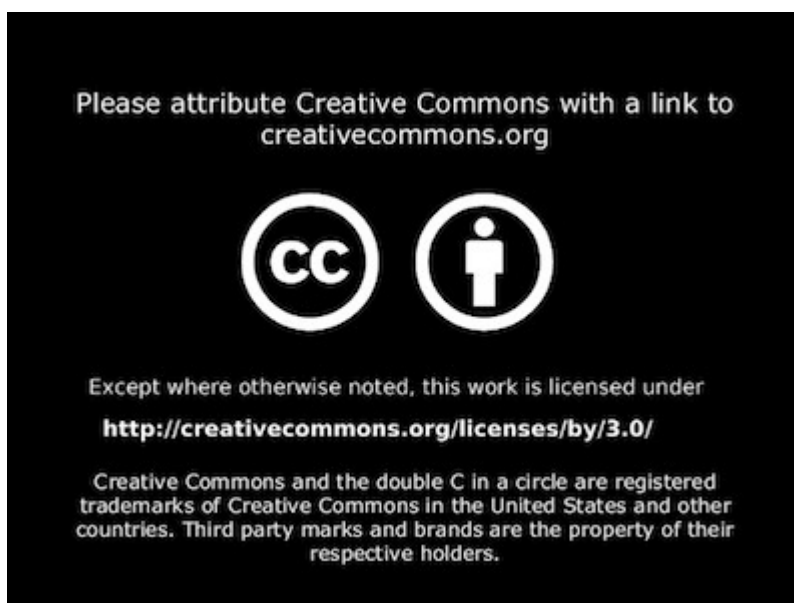 Please attribute Creative Commons with a link to
creativecommons.org
cc
Except where otherwise noted, this work is licensed under
http://creativecommons.org/licenses/by/3.0/
Creative Commons and the double C in a circle are registered
trademarks of Creative Commons in the United States and other
countries. Third party marks and brands are the property of their
respective holders.